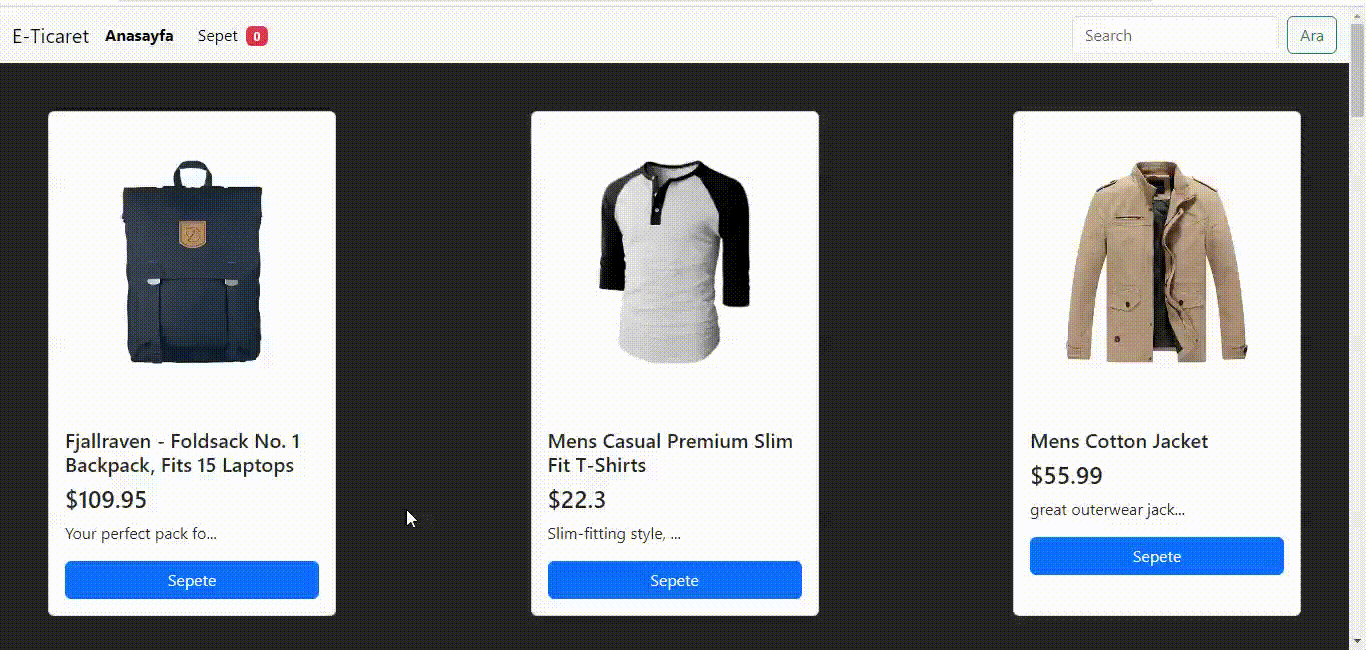 E-Ticaret Anasayfa Sepet 0 Search Ara
Fjallraven - Foldsack No. 1
Backpack, Fits 15 Laptops
$109.95
Your perfect pack fo...
Sepete
Mens Casual Premium Slim
Fit T-Shirts
$22.3
Slim-fitting style, ...
Sepete
Mens Cotton Jacket
$55.99
great outerwear jack...
Sepete